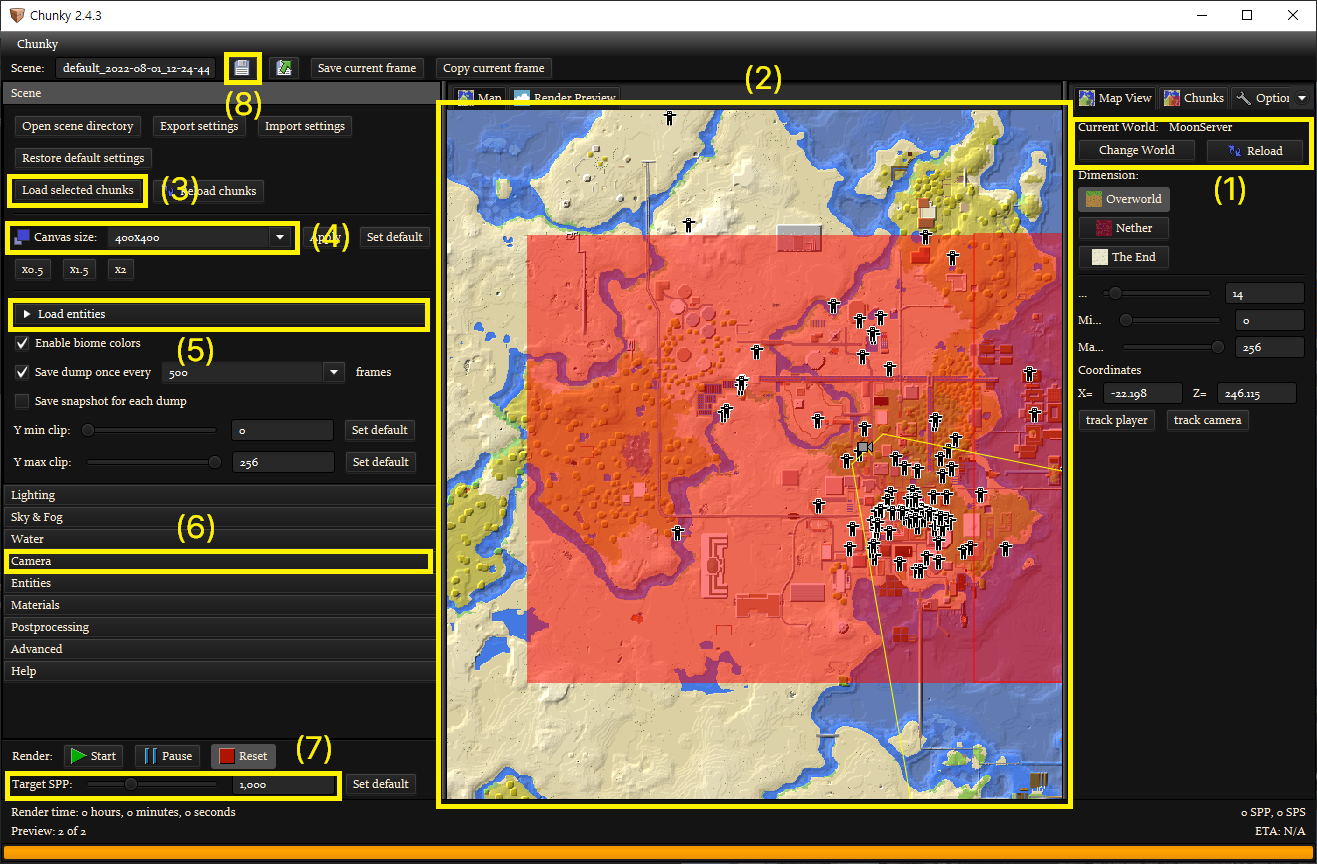 Chunky 2.4.3
Chunky
Scene: default_2022-08-01_12-24-44 Save current frame Copy current frame
(2)
Scene
(8)
Map Render Preview
Map View Chunks Option
Open scene directory Export settings Import settings
Current World: MoonServer
Change World Reload
Restore default settings
(1)
Dimension:
Load selected chunks (3) Reload chunks
Overworld
Canvas size: 400x400 Apply (4) Set default
Nether
The End
x0.5 x1.5 x2
... 14
Load entities
Mi... 0
Enable biome colors
(5)
Ma... 256
Save dump once every 500 frames
Coordinates
X= -22.198 Z= 246.115
Save snapshot for each dump
track player track camera
Y min clip: 0 Set default
Y max clip: 256 Set default
Lighting
Sky & Fog
(6)
Water
Camera
Entities
Materials
Postprocessing
Advanced
Help
Render: Start Pause Reset (7)
Target SPP: 1,000 Set default
Render time: 0 hours, 0 minutes, 0 seconds
0 SPP, 0 SPS
Preview: 2 of 2
ETA: N/A